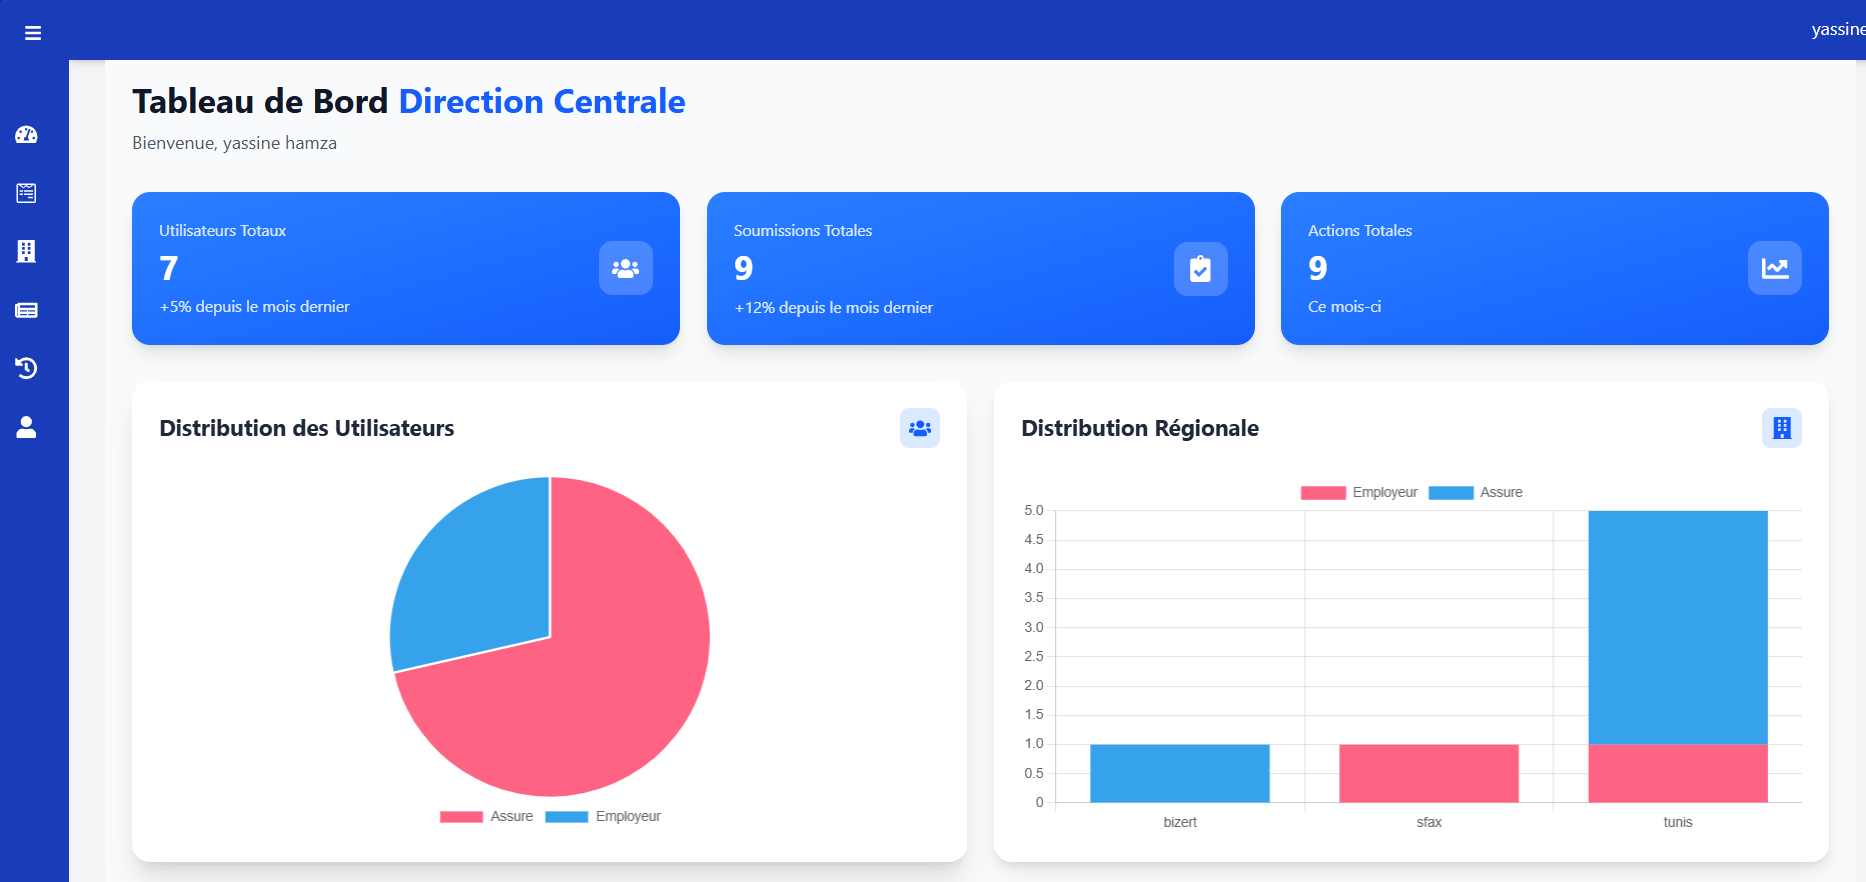 yassine
Tableau de Bord Direction Centrale
Bienvenue, yassine hamza
Utilisateurs Totaux
7
+5% depuis le mois dernier
Soumissions Totales
9
+12% depuis le mois dernier
Actions Totales
9
Ce mois-ci
Distribution des Utilisateurs
Assure Employeur
Distribution Régionale
Employeur Assure
5.0
4.5
4.0
3.5
3.0
2.5
2.0
1.5
1.0
0.5
0
bizert sfax tunis